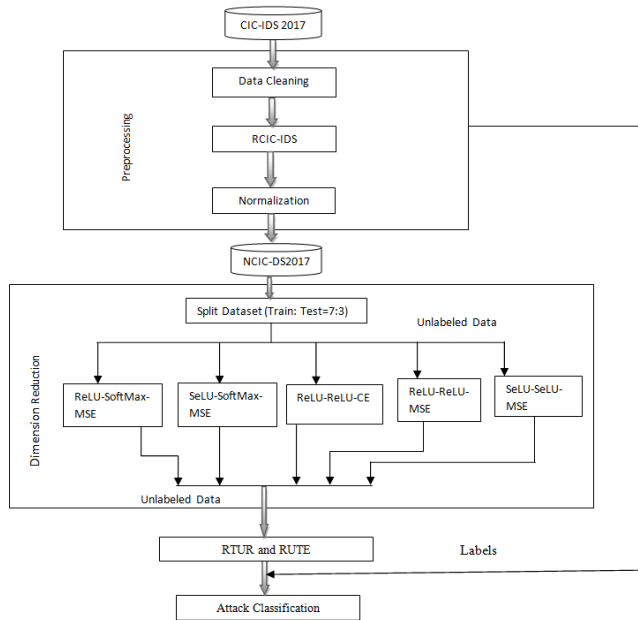 CIC-IDS 2017
Data Cleaning
RCIC-IDS
Preprocessing
Normalization
NCIC-DS2017
Split Dataset (Train: Test=7:3)
Unlabeled Data
ReLU-SoftMax-
MSE
SeLU-SoftMax-
MSE
ReLU-ReLU-CE
ReLU-ReLU-
MSE
SeLU-SeLU-
MSE
Dimension Reduction
Unlabeled Data
RTUR and RUTE
Labels
Attack Classification